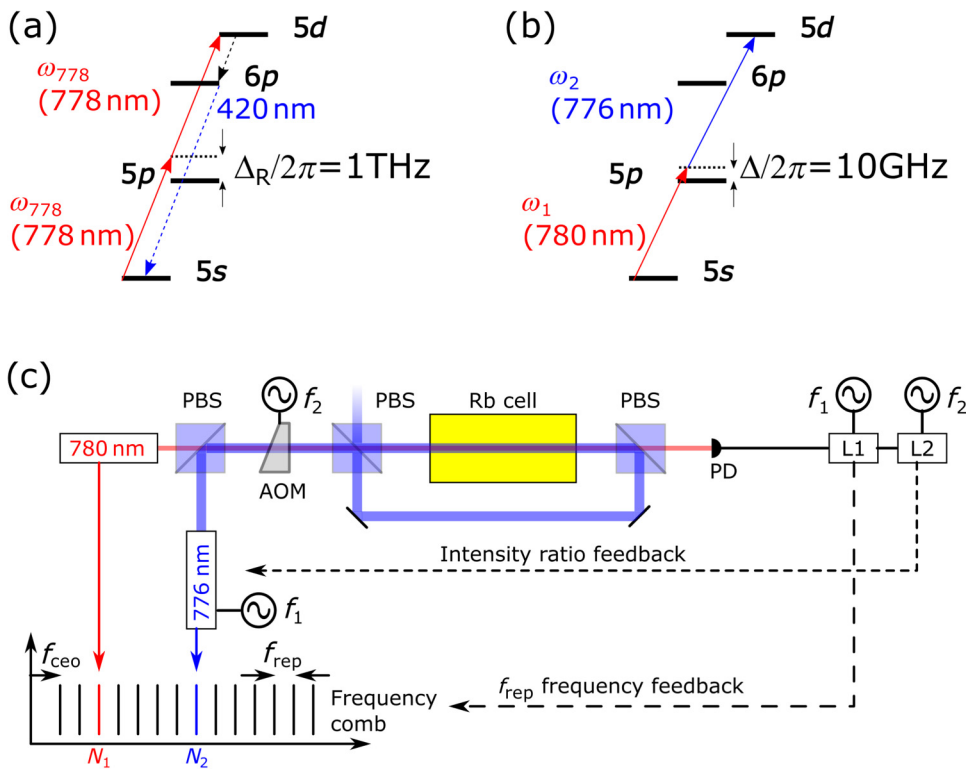 (a)
5d
ω778
(778 nm)
6p
420 nm
5p
ΔR/2π = 1THz
ω778
(778 nm)
5s
(b)
5d
ω2
(776 nm)
6p
5p
Δ/2π = 10GHz
ω1
(780 nm)
5s
(c)
PBS
f2
PBS
Rb cell
PBS
f1
f2
780 nm
AOM
PD
L1
L2
776 nm
f1
Intensity ratio feedback
fceo
frep
Frequency
comb
frep frequency feedback
N1
N2